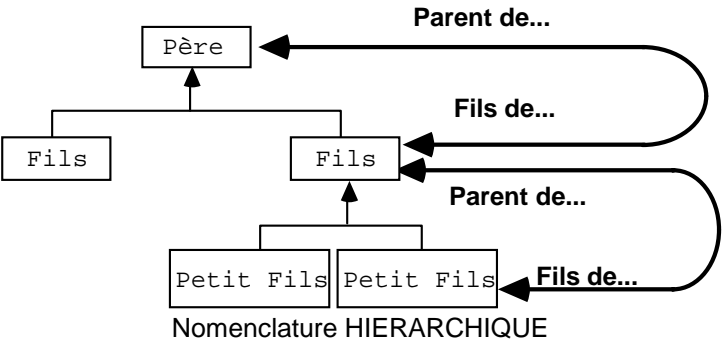 Parent de...
Père
Fils de...
Fils
Fils
Parent de...
Petit Fils
Petit Fils
Fils de...
Nomenclature HIERARCHIQUE